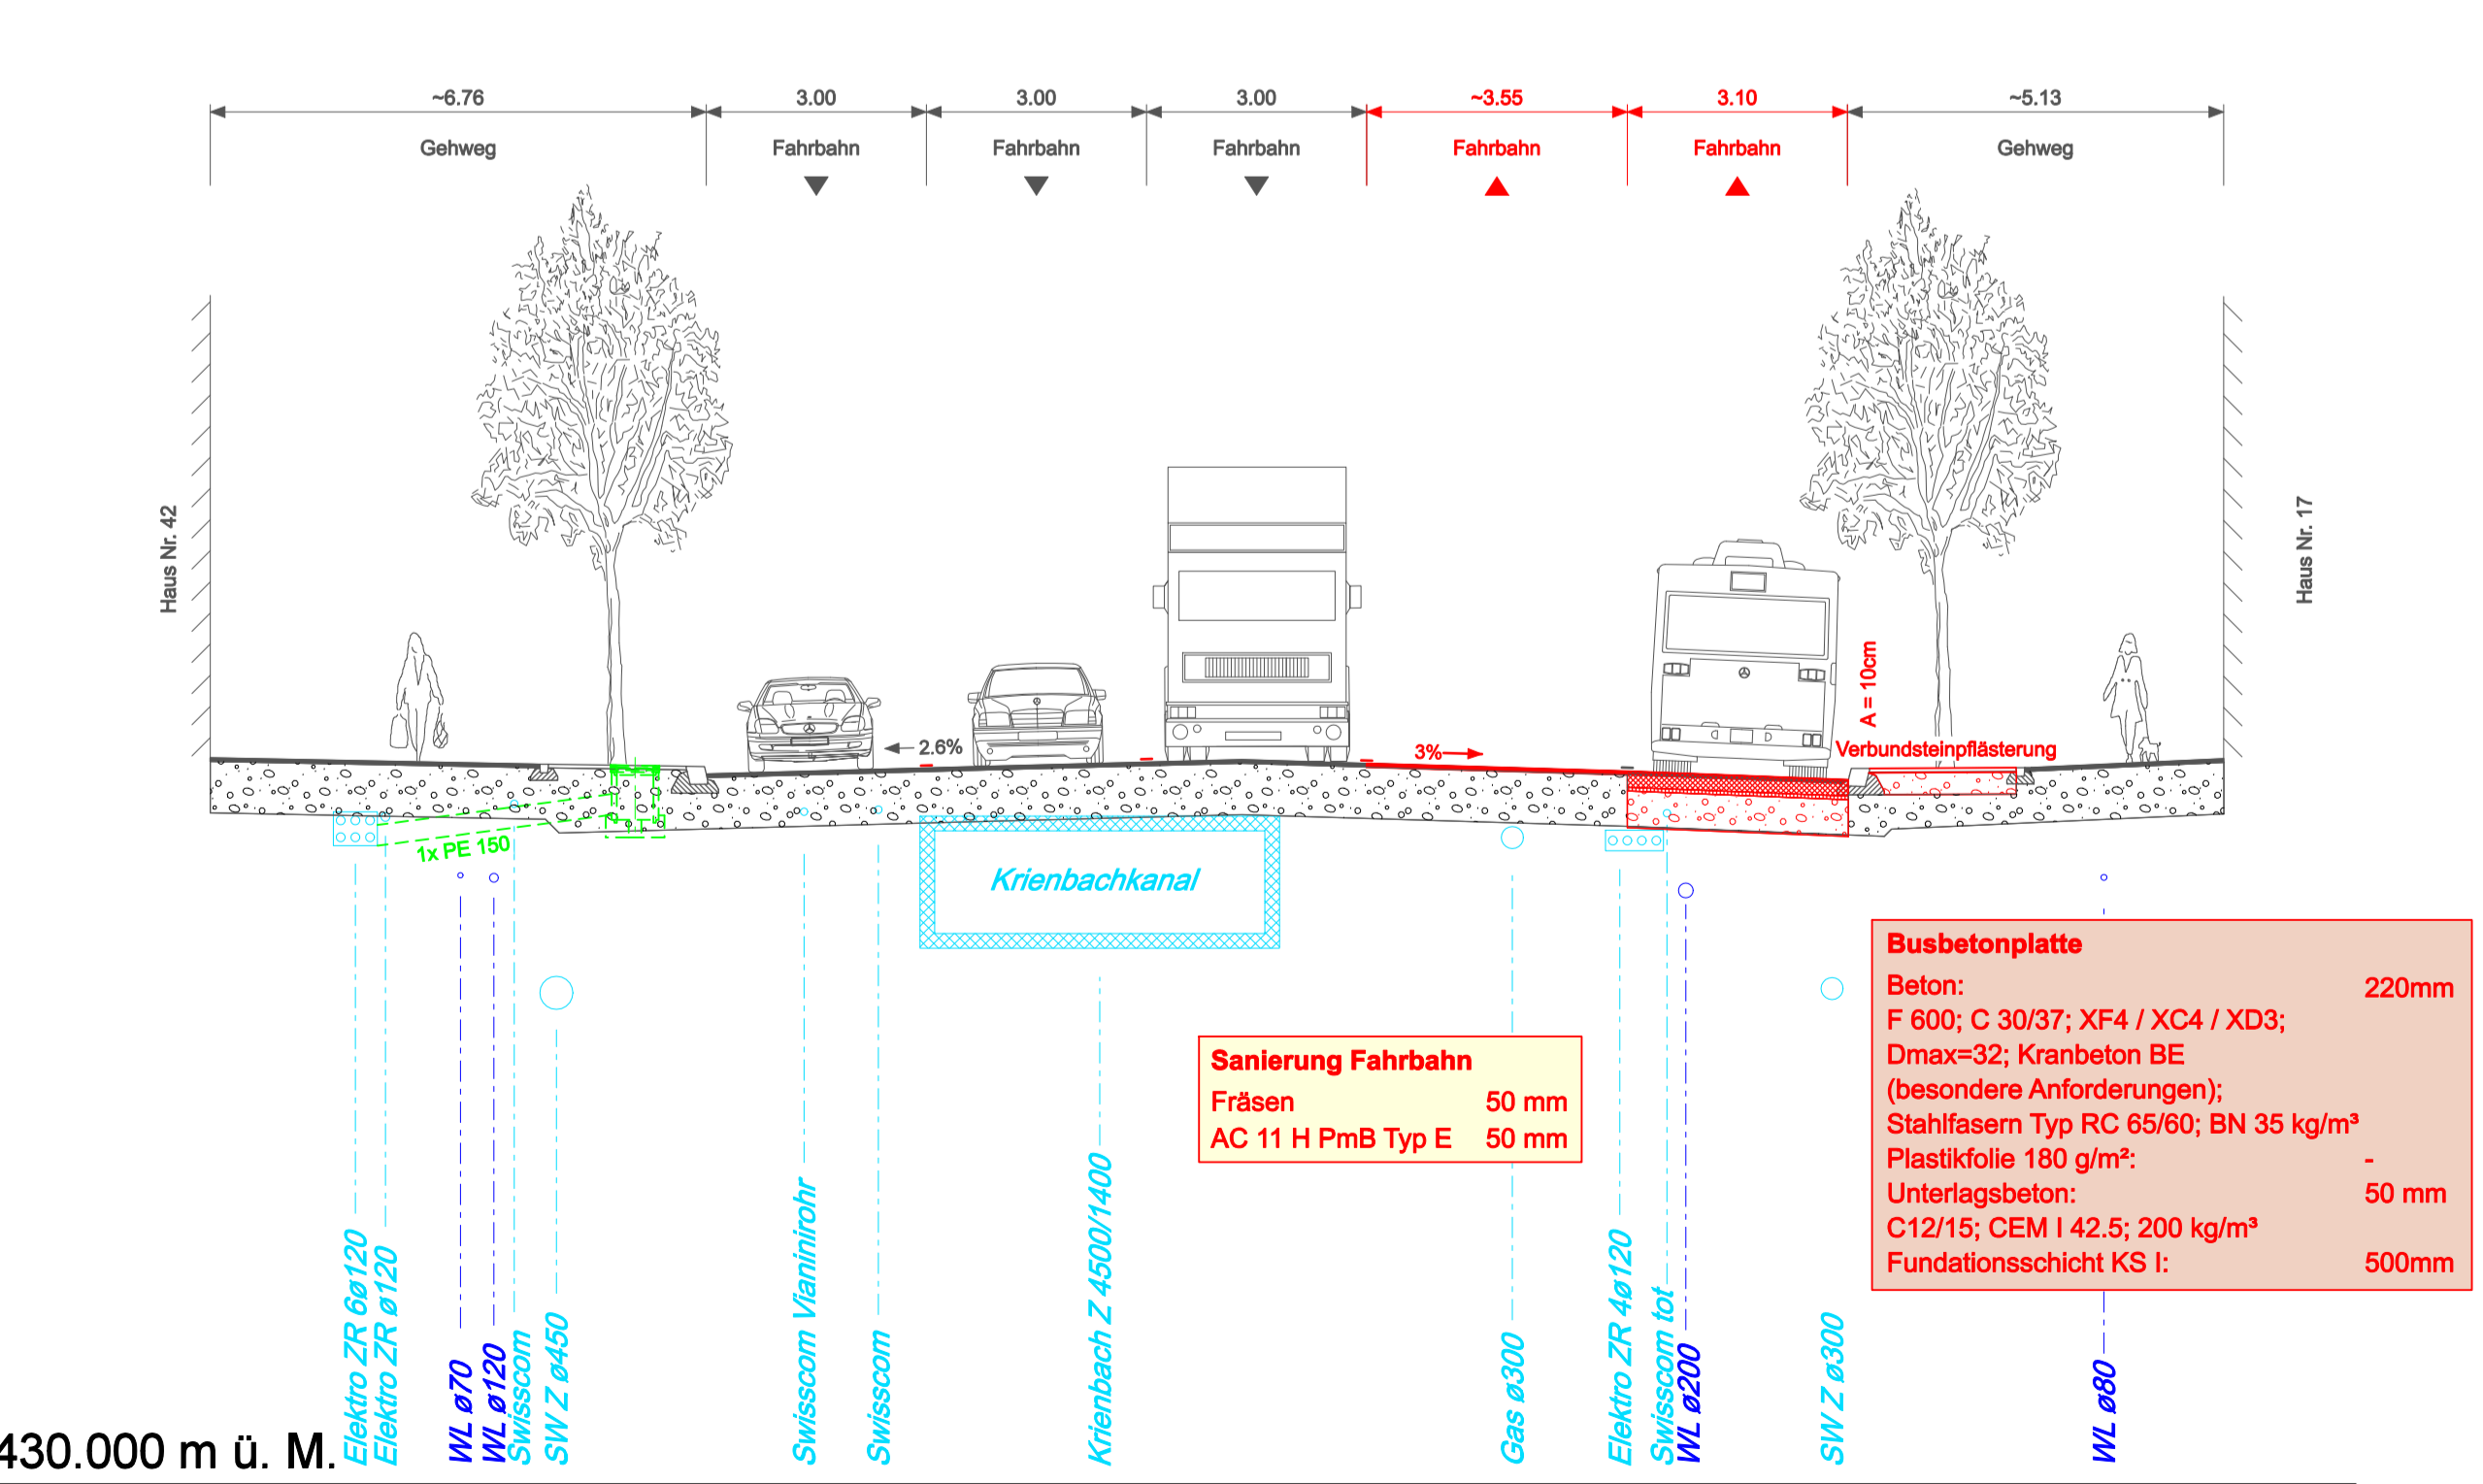 ~6.76
3.00
3.00
3.00
~3.55
3.10
~5.13
Gehweg
Fahrbahn
Fahrbahn
Fahrbahn
Fahrbahn
Fahrbahn
Gehweg
Haus Nr. 42
Haus Nr. 17
A = 10cm
2.6%
3%
Verbundsteinpflästerung
1x PE 150
Krienbachkanal
Busbetonplatte
Beton: 220mm
F 600; C 30/37; XF4 / XC4 / XD3;
Dmax=32; Kranbeton BE
(besondere Anforderungen);
Stahlfasern Typ RC 65/60; BN 35 kg/m³
Plastikfolie 180 g/m²: -
Unterlagsbeton: 50 mm
C12/15; CEM I 42.5; 200 kg/m³
Fundationsschicht KS I: 500mm
Sanierung Fahrbahn
Fräsen 50 mm
AC 11 H PmB Typ E 50 mm
Elektro ZR 6ø120
Elektro ZR ø120
WL ø70
WL ø120
Swisscom
SW Z ø450
Swisscom Vianinirohr
Swisscom
Krienbach Z 4500/1400
Gas ø300
Elektro ZR 4ø120
Swisscom tot
WL ø200
SW Z ø300
WL ø80
430.000 m ü. M.